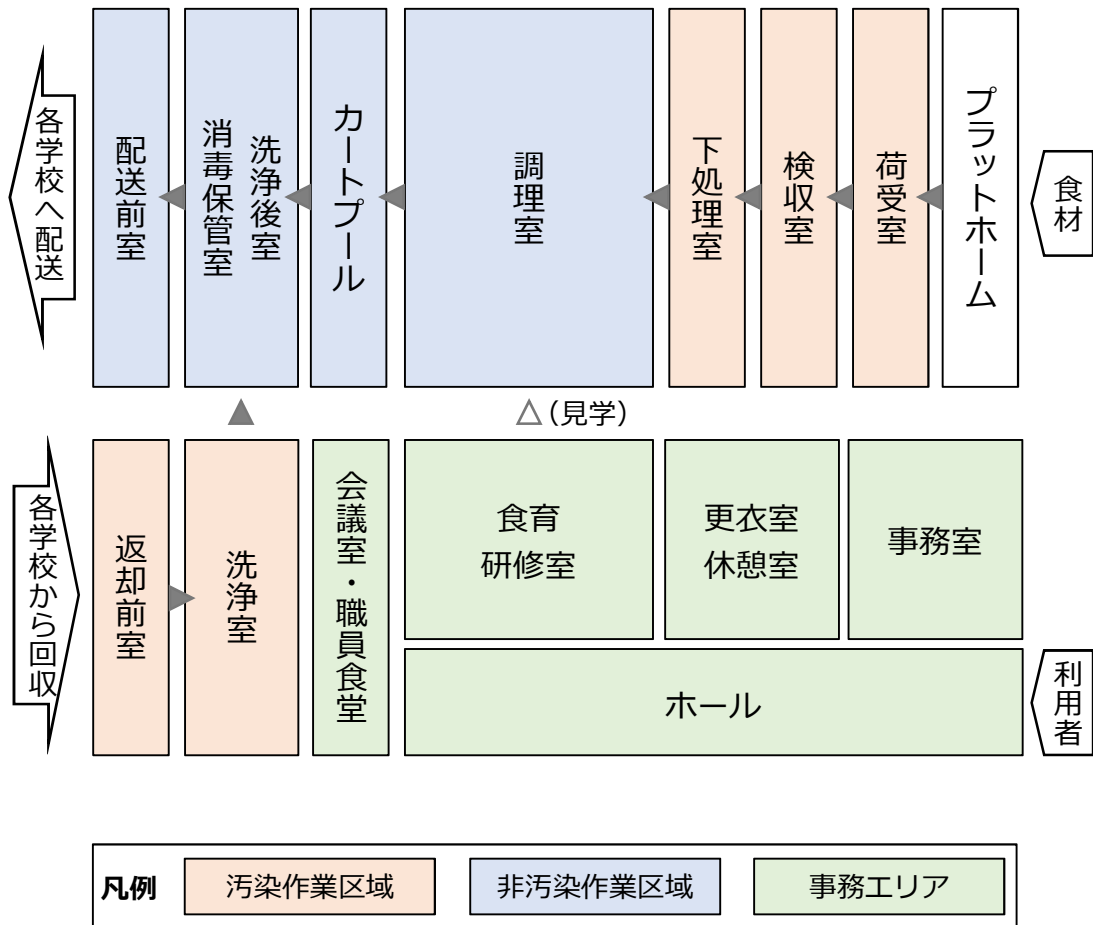 各学校へ配送
配送前室
消毒保管室
洗浄後室
カートプール
調理室
下処理室
検収室
荷受室
プラットホーム
食材
△(見学)
各学校から回収
返却前室
洗浄室
会議室・職員食堂
食育
研修室
更衣室
休憩室
事務室
ホール
利用者
凡例
汚染作業区域
非汚染作業区域
事務エリア